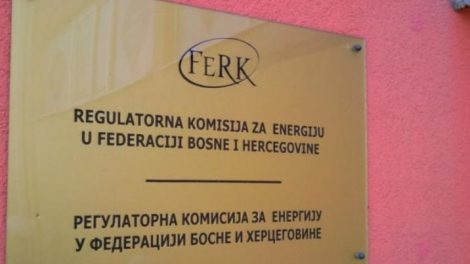 FERK
REGULATORNA KOMISIJA ZA ENERGIJU
U FEDERACIJI BOSNE I HERCEGOVINE
РЕГУЛАТОРНА КОМИСИЈА ЗА ЕНЕРГИЈУ
У ФЕДЕРАЦИЈИ БОСНЕ И ХЕРЦЕГОВИНЕ